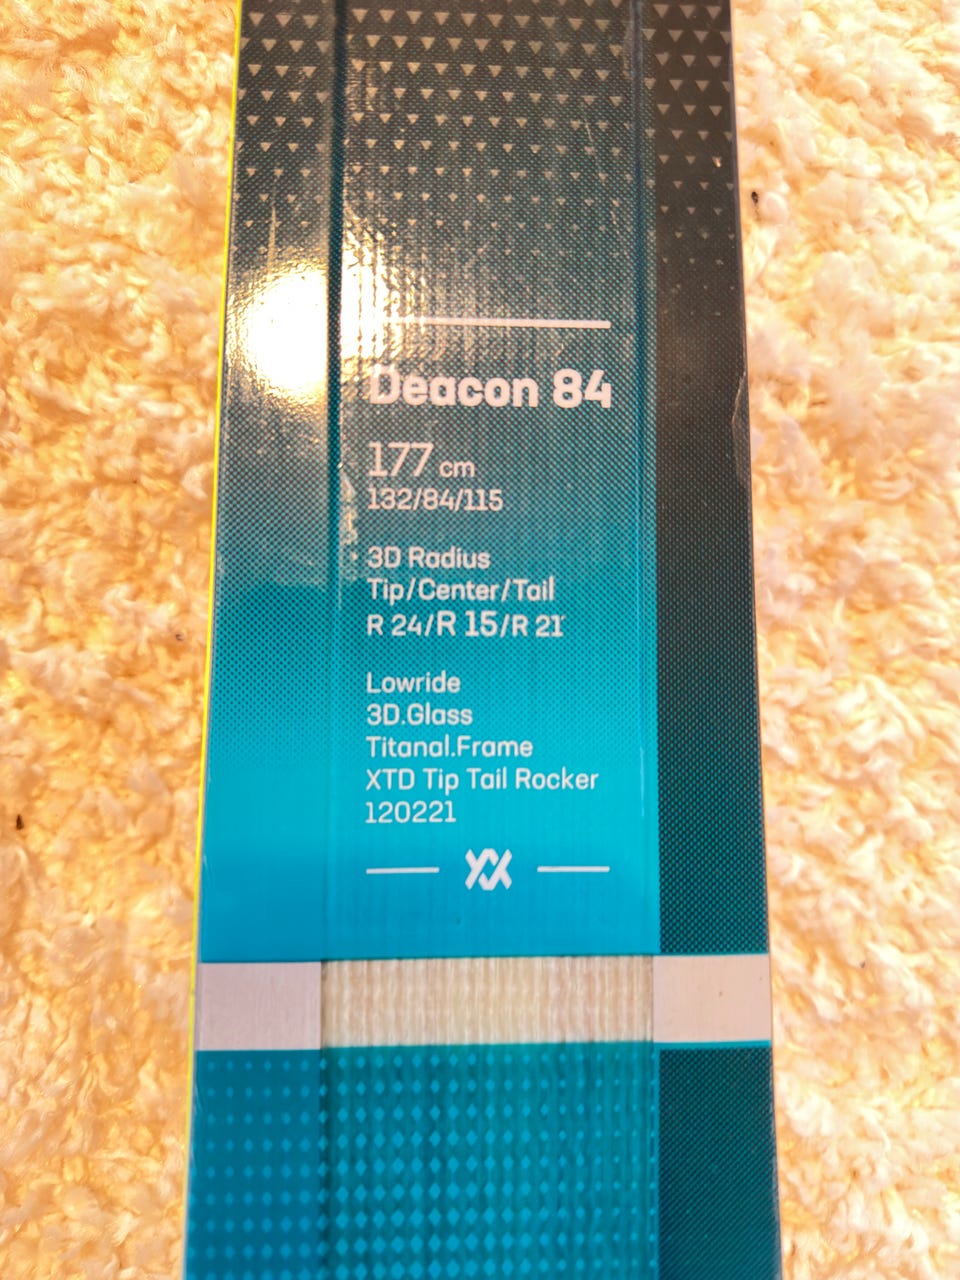 Deacon 84
177 cm
132/84/115
3D Radius
Tip/Center/Tail
R 24/R 15/R 21
Lowride
3D.Glass
Titanal.Frame
XTD Tip Tail Rocker
120221